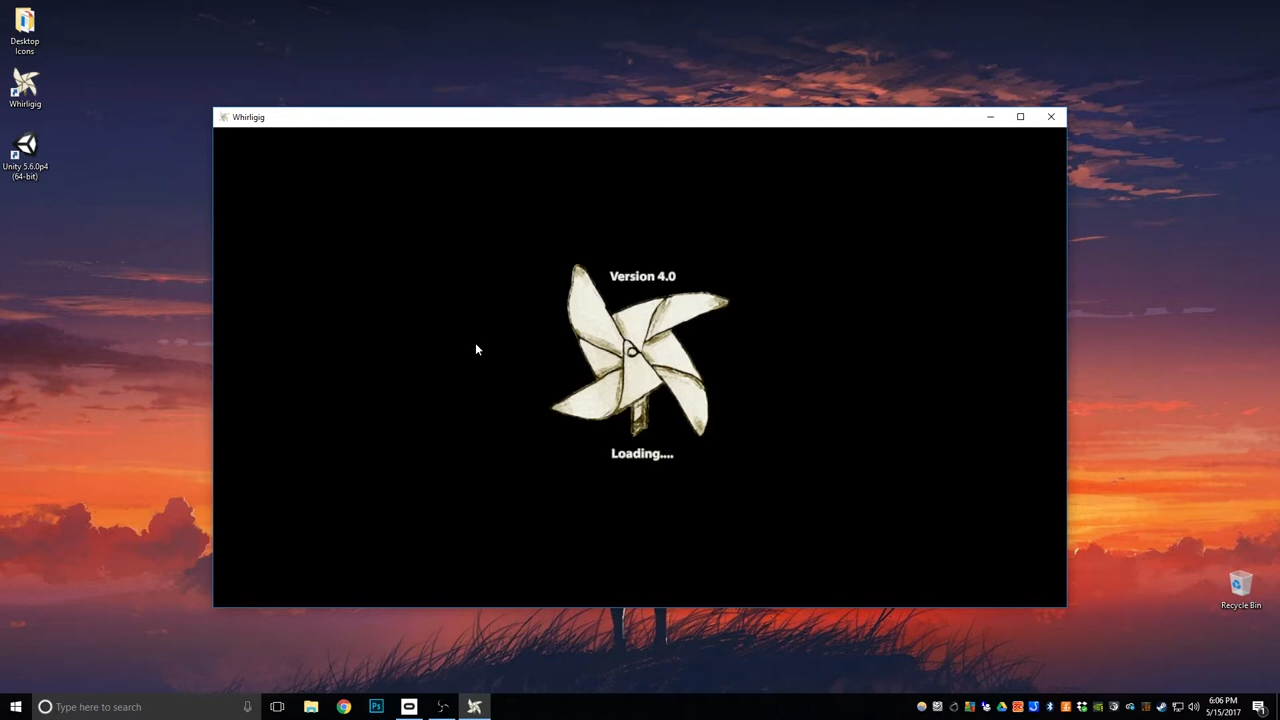 Desktop
Icons
Whirligig
Unity 5.6.0p4
(64-bit)
Whirligig
Version 4.0
Loading....
Recycle Bin
Type here to search
Ps
6:06 PM
5/15/2017